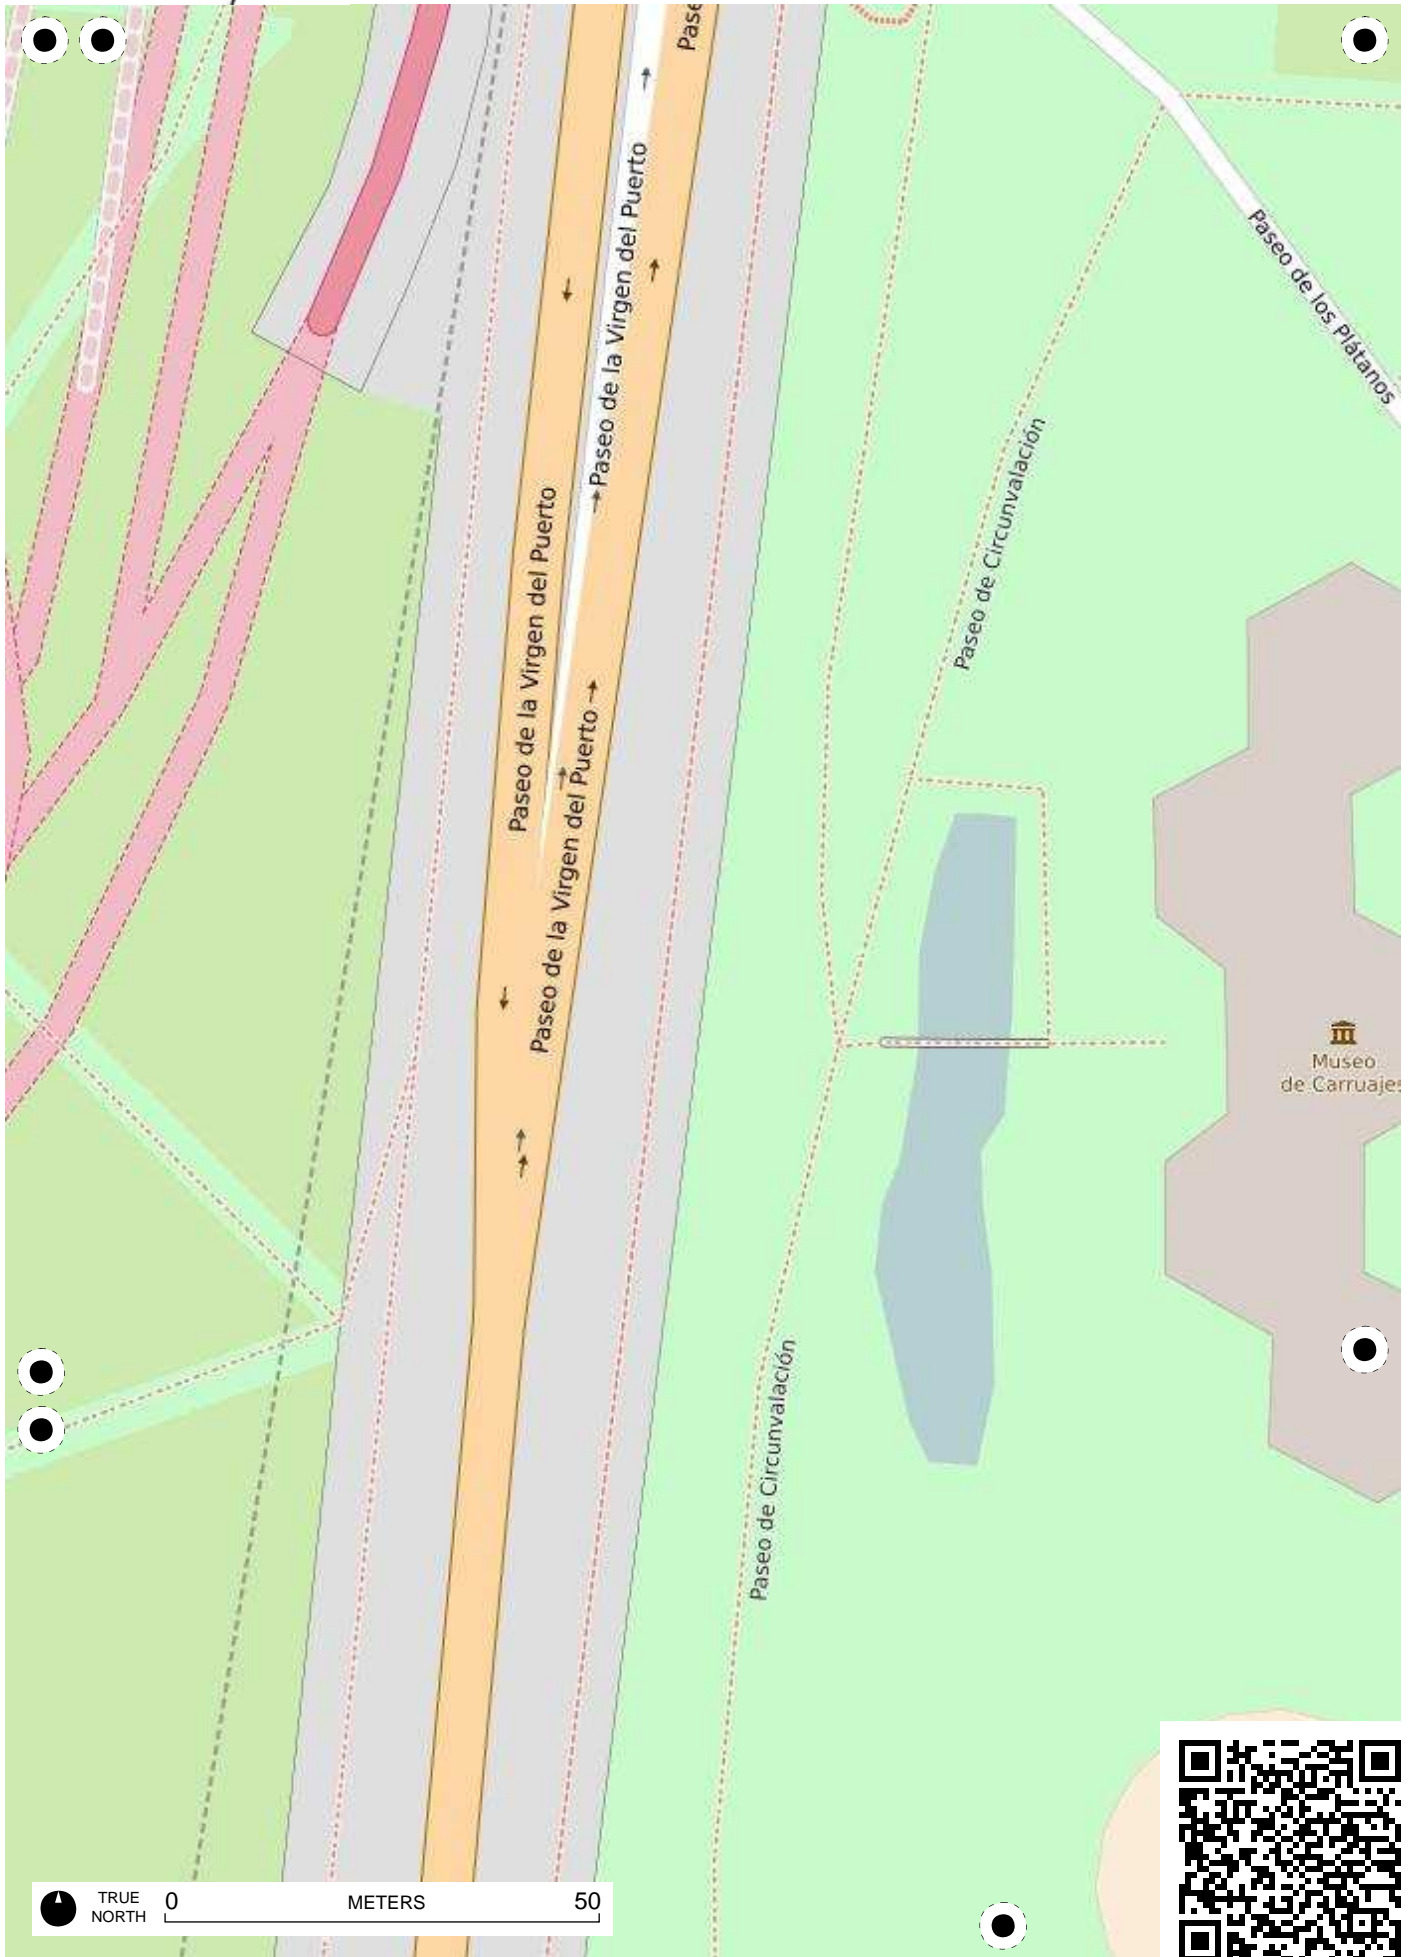 Pase
Paseo de la Virgen del Puerto
Paseo de los Plátanos
Paseo de Circunvalación
Paseo de la Virgen del Puerto
Paseo de la Virgen del Puerto
Museo
de Carruajes
Paseo de Circunvalación
TRUE
NORTH
0 METERS 50